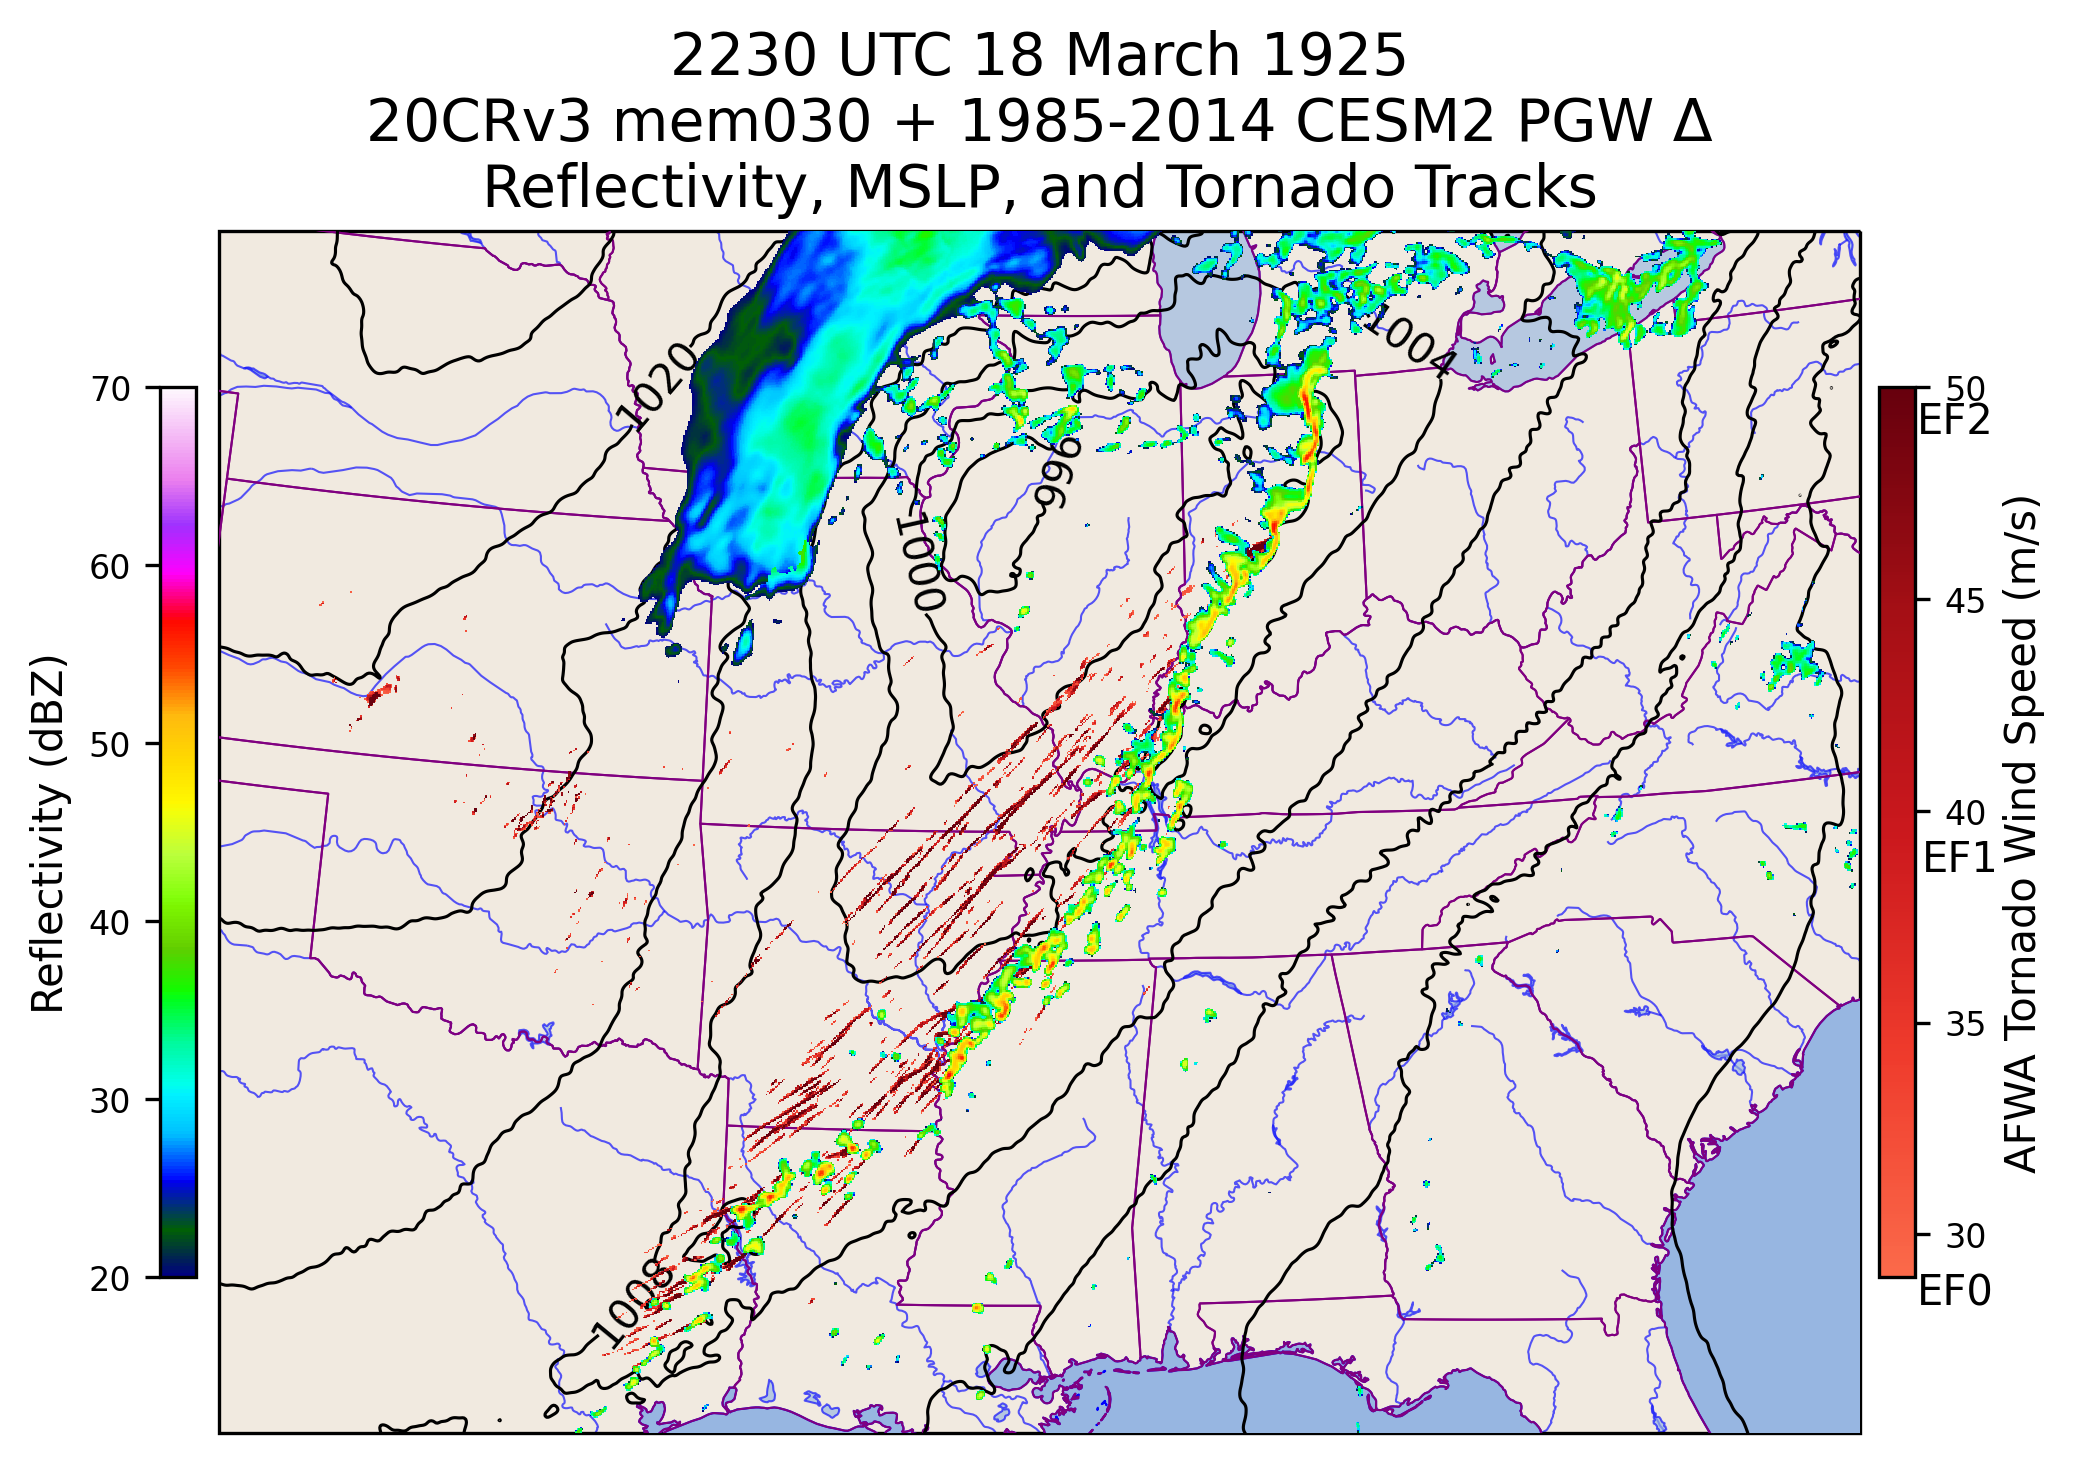 2230 UTC 18 March 1925
20CRv3 mem030 + 1985-2014 CESM2 PGW Δ
Reflectivity, MSLP, and Tornado Tracks
1020
1004
996
1000
1008
Reflectivity (dBZ)
70
60
50
40
30
20
50
EF2
45
40
EF1
35
30
EF0
AFWA Tornado Wind Speed (m/s)